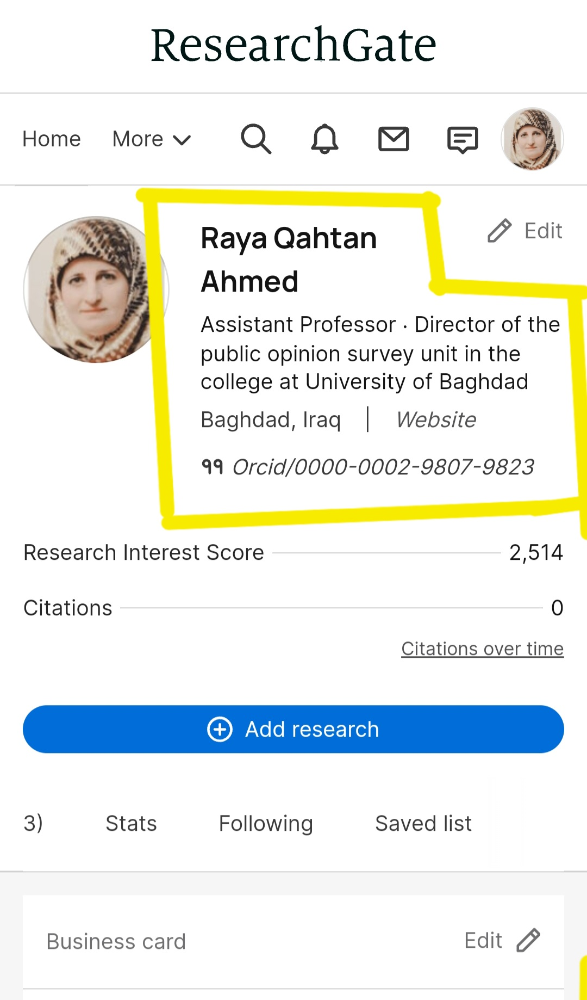 ResearchGate
Home More
Raya Qahtan
Ahmed
Edit
Assistant Professor · Director of the
public opinion survey unit in the
college at University of Baghdad
Baghdad, Iraq | Website
٩٩ Orcid/0000-0002-9807-9823
Research Interest Score 2,514
Citations 0
Citations over time
Add research
3) Stats Following Saved list
Business card Edit